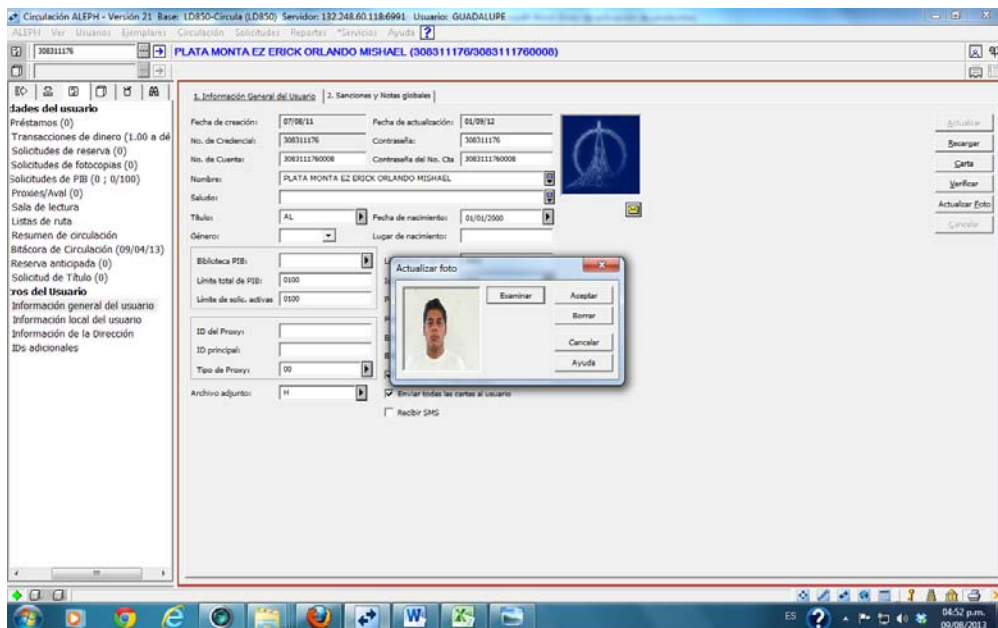 Circulación ALEPH - Versión 21 Base: LD850-Circula (LD850) Servidor: 132.248.60.118:6991 Usuario: GUADALUPE
ALEPH Ver Usuarios Ejemplares Circulación Solicitudes Reportes *Servicios Ayuda ?
308311176 PLATA MONTA EZ ERICK ORLANDO MISHAEL (308311176/3083111760008)
dades del usuario
Préstamos (0)
Transacciones de dinero (1.00 a dé
Solicitudes de reserva (0)
Solicitudes de fotocopias (0)
Solicitudes de PIB (0 ; 0/100)
Proxies/Aval (0)
Sala de lectura
Listas de ruta
Resumen de circulación
Bitácora de Circulación (09/04/13)
Reserva anticipada (0)
Solicitud de Título (0)
ros del Usuario
Información general del usuario
Información local del usuario
Información de la Dirección
IDs adicionales
1. Información General del Usuario 2. Sanciones y Notas globales
Fecha de creación: 07/08/11 Fecha de actualización: 01/09/12
No. de Credencial: 308311176 Contraseña: 308311176
No. de Cuenta: 3083111760008 Contraseña del No. Cta 3083111760008
Nombre: PLATA MONTA EZ ERICK ORLANDO MISHAEL
Saludo:
Título: AL Fecha de nacimiento: 01/01/2000
Género: Lugar de nacimiento:
Biblioteca PIB:
Límite total de PIB: 0100
Límite de solic. activas 0100
ID del Proxy:
ID principal:
Tipo de Proxy: 00
Archivo adjunto: H Enviar todas las cartas al usuario
Recibir SMS
Actualizar
Recargar
Carta
Verificar
Actualizar Foto
Cancelar
Actualizar foto
Examinar Aceptar
Borrar
Cancelar
Ayuda
ES 04:52 p.m.
09/08/2013